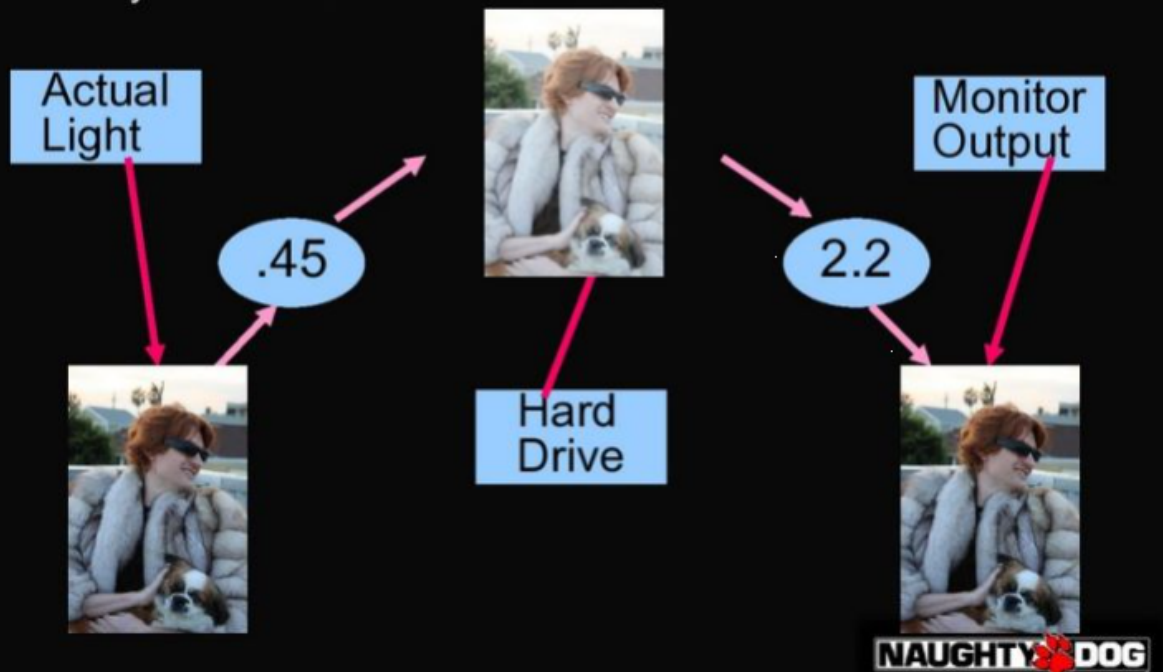 Actual
Light
Monitor
Output
.45
2.2
Hard
Drive
NAUGHTY DOG